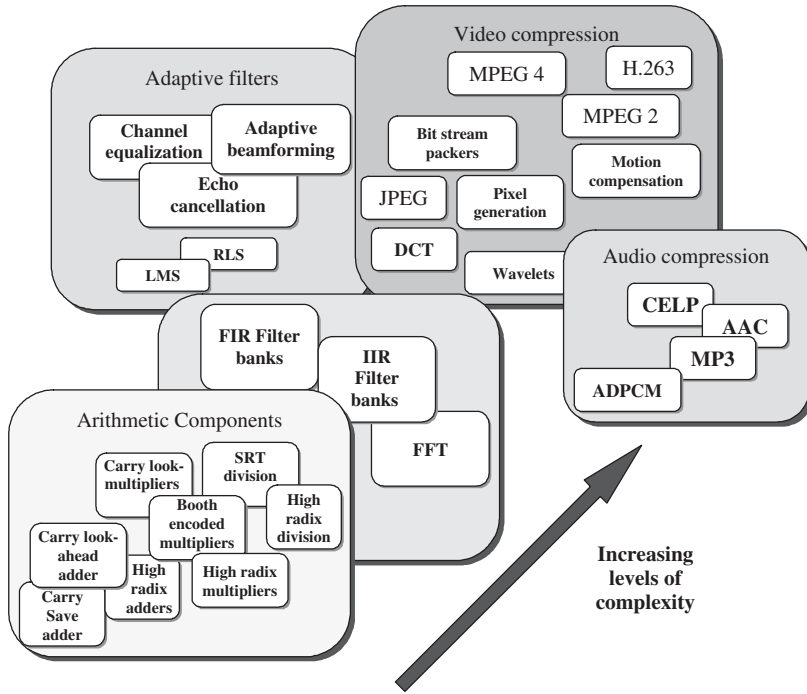 Adaptive filters
Channel
equalization
Adaptive
beamforming
Echo
cancellation
RLS
LMS
Video compression
MPEG 4
H.263
MPEG 2
Bit stream
packers
Motion
compensation
JPEG
Pixel
generation
DCT
Wavelets
Audio compression
CELP
AAC
MP3
ADPCM
FIR Filter
banks
IIR
Filter
banks
FFT
Arithmetic Components
Carry look-
multipliers
SRT
division
Booth
encoded
multipliers
High
radix
division
Carry look-
ahead
adder
High
radix
adders
High radix
multipliers
Carry
Save
adder
Increasing
levels of
complexity